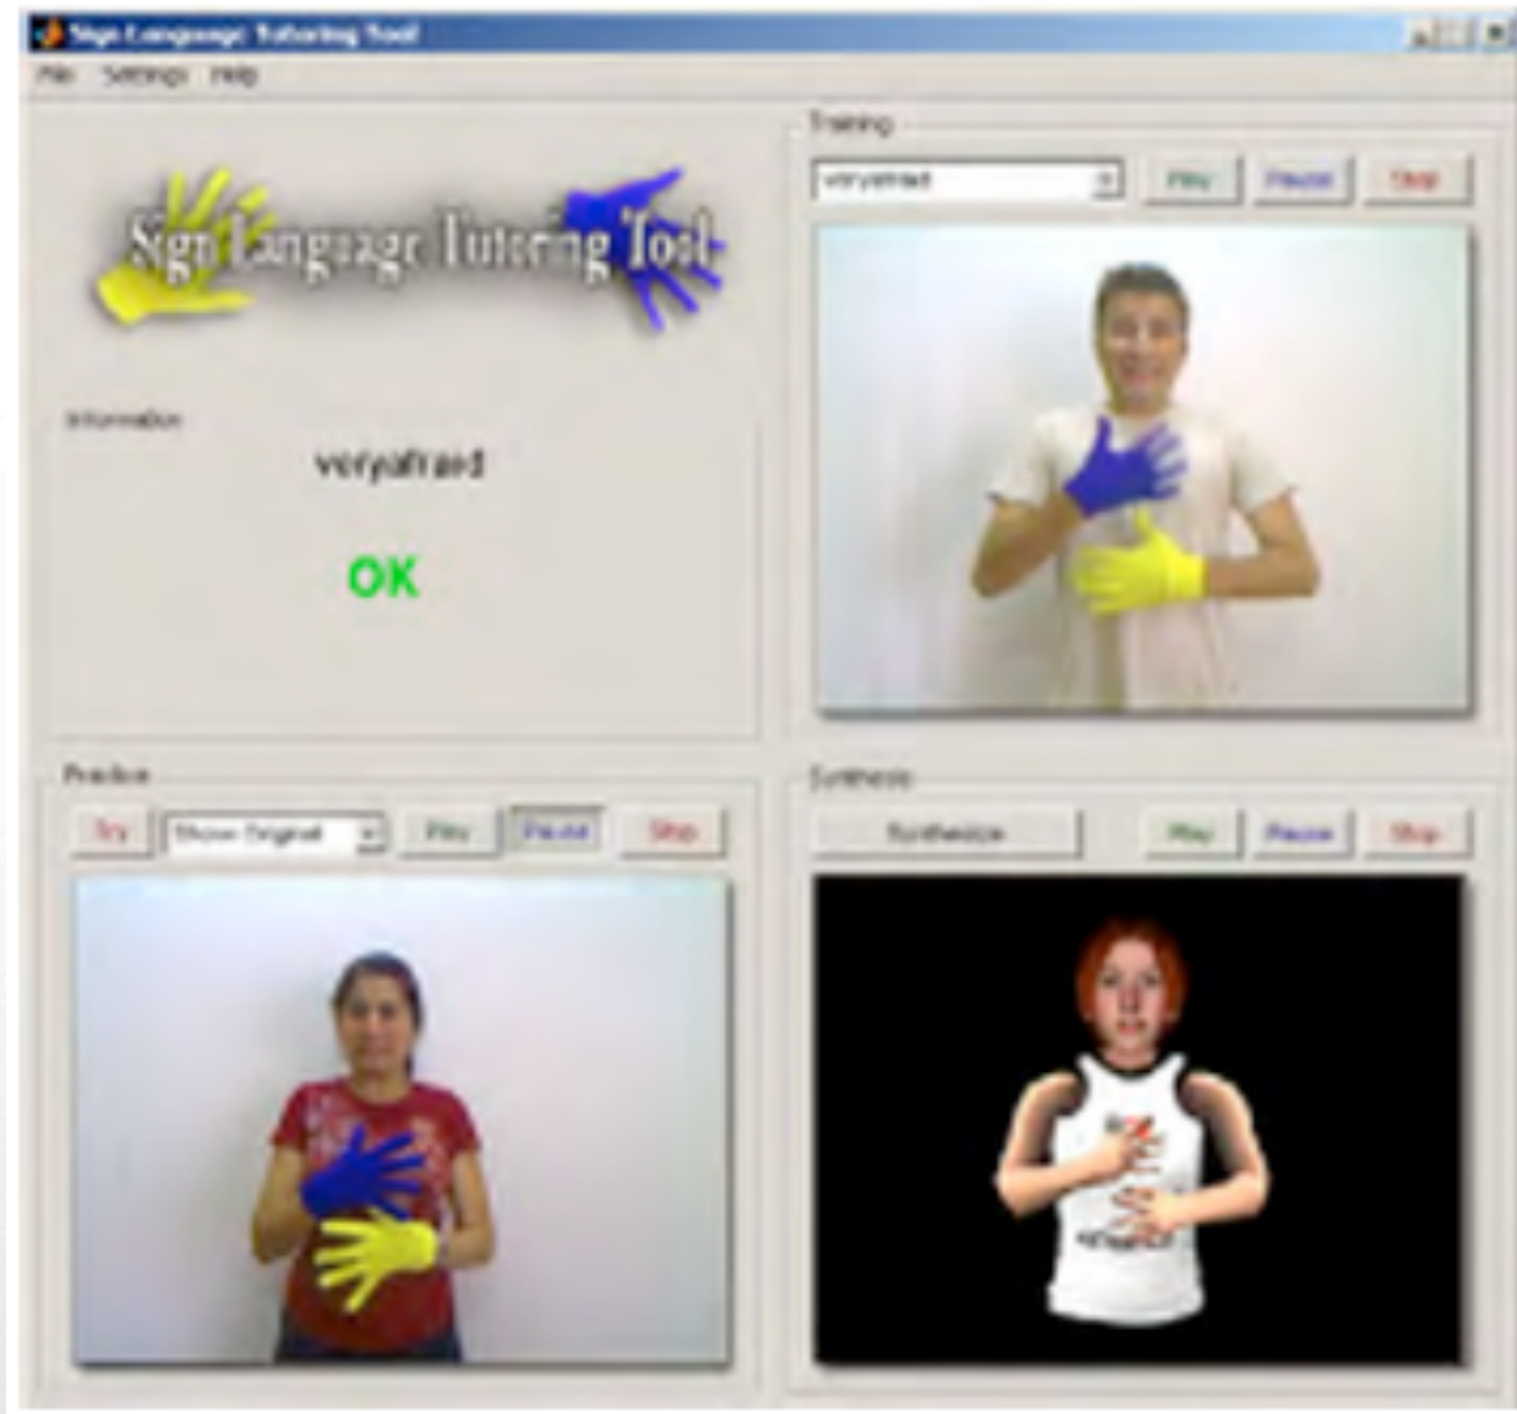 Sign Language Tutoring Tool
File Settings Help
Sign Language Tutoring Tool
Information
veryafraid
OK
Training
veryafraid Play Pause Stop
Practice
Try Show Original Play Pause Stop
Synthesis
Synthesize Play Pause Stop